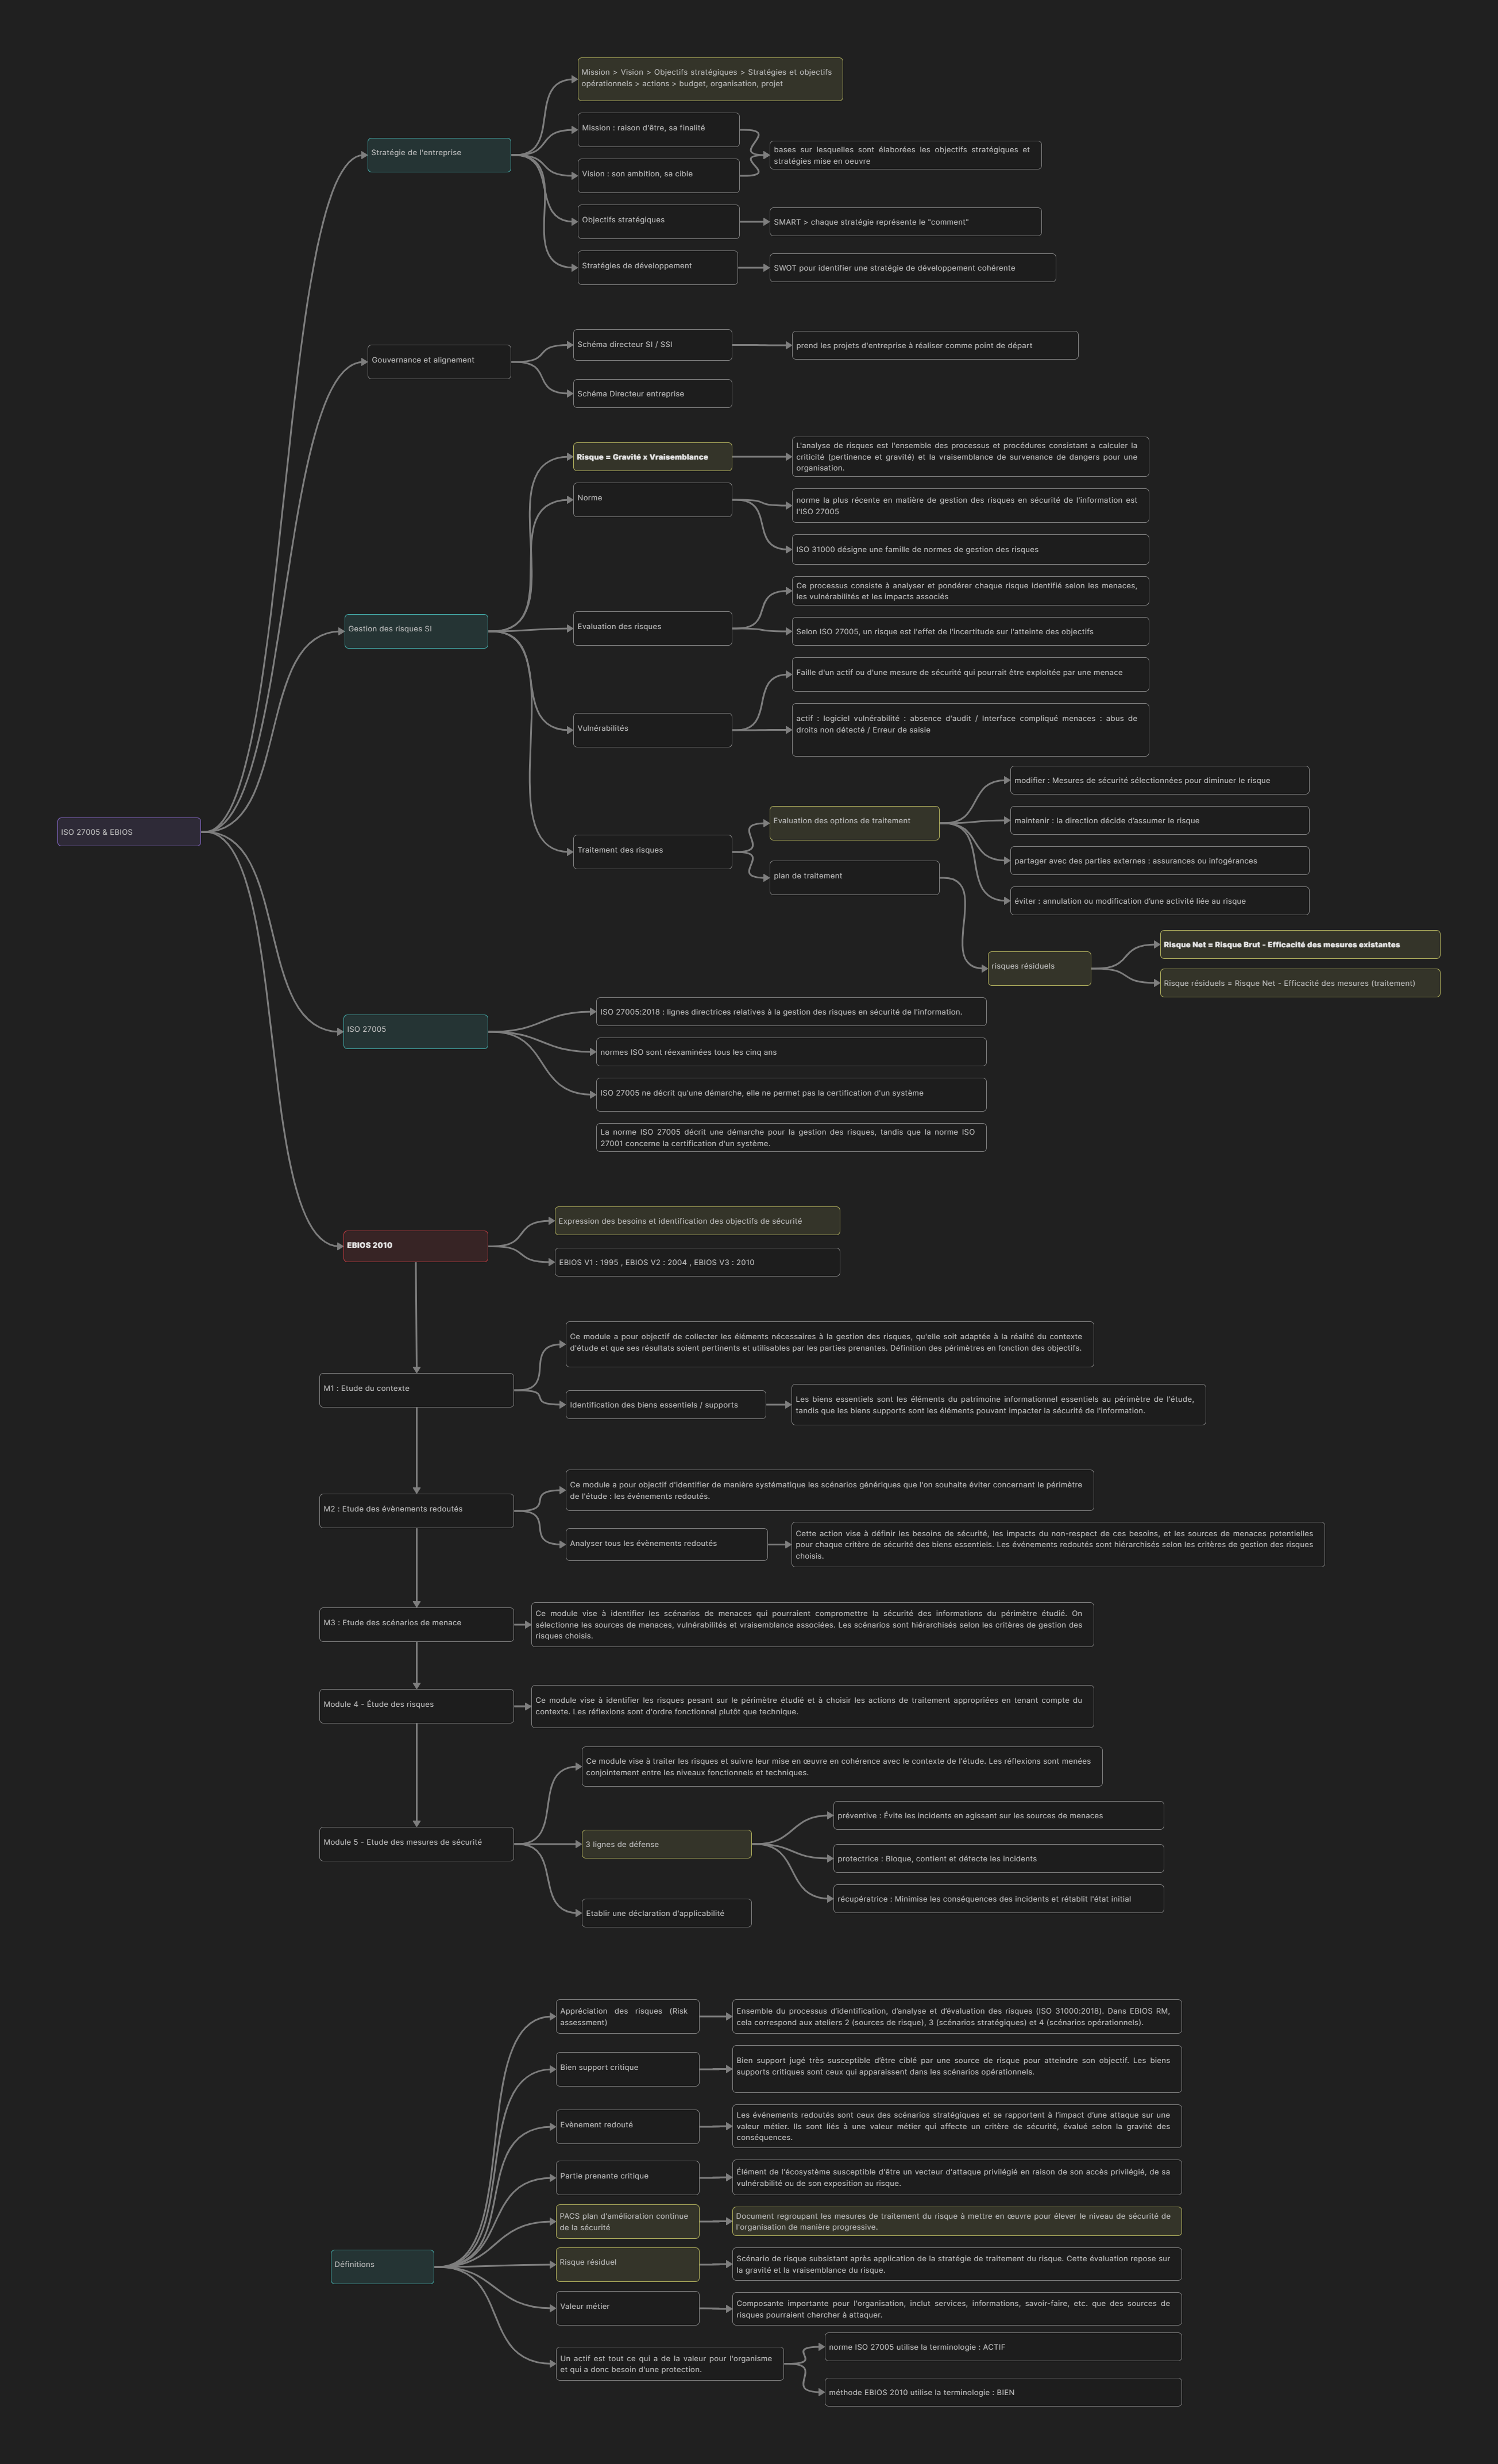 Mission > Vision > Objectifs stratégiques > Stratégies et objectifs
opérationnels > actions > budget, organisation, projet
Mission : raison d'être, sa finalité
Stratégie de l'entreprise
bases sur lesquelles sont élaborées les objectifs stratégiques et
stratégies mise en oeuvre
Vision : son ambition, sa cible
Objectifs stratégiques
SMART > chaque stratégie représente le "comment"
Stratégies de développement
SWOT pour identifier une stratégie de développement cohérente
Schéma directeur SI / SSI
prend les projets d'entreprise à réaliser comme point de départ
Gouvernance et alignement
Schéma Directeur entreprise
Risque = Gravité x Vraisemblance
L'analyse de risques est l'ensemble des processus et procédures consistant a calculer la
criticité (pertinence et gravité) et la vraisemblance de survenance de dangers pour une
organisation.
Norme
norme la plus récente en matière de gestion des risques en sécurité de l'information est
l'ISO 27005
ISO 31000 désigne une famille de normes de gestion des risques
Ce processus consiste à analyser et pondérer chaque risque identifié selon les menaces,
les vulnérabilités et les impacts associés
Gestion des risques SI
Evaluation des risques
Selon ISO 27005, un risque est l'effet de l'incertitude sur l'atteinte des objectifs
Faille d'un actif ou d'une mesure de sécurité qui pourrait être exploitée par une menace
Vulnérabilités
actif : logiciel vulnérabilité : absence d'audit / Interface compliqué menaces : abus de
droits non détecté / Erreur de saisie
modifier : Mesures de sécurité sélectionnées pour diminuer le risque
Evaluation des options de traitement
maintenir : la direction décide d'assumer le risque
ISO 27005 & EBIOS
Traitement des risques
partager avec des parties externes : assurances ou infogérances
plan de traitement
éviter : annulation ou modification d'une activité liée au risque
Risque Net = Risque Brut - Efficacité des mesures existantes
risques résiduels
Risque résiduels = Risque Net - Efficacité des mesures (traitement)
ISO 27005:2018 : lignes directrices relatives à la gestion des risques en sécurité de l'information.
ISO 27005
normes ISO sont réexaminées tous les cinq ans
ISO 27005 ne décrit qu'une démarche, elle ne permet pas la certification d'un système
La norme ISO 27005 décrit une démarche pour la gestion des risques, tandis que la norme ISO
27001 concerne la certification d'un système.
Expression des besoins et identification des objectifs de sécurité
EBIOS 2010
EBIOS V1 : 1995 , EBIOS V2 : 2004 , EBIOS V3 : 2010
Ce module a pour objectif de collecter les éléments nécessaires à la gestion des risques, qu'elle soit adaptée à la réalité du contexte
d'étude et que ses résultats soient pertinents et utilisables par les parties prenantes. Définition des périmètres en fonction des objectifs.
M1 : Etude du contexte
Identification des biens essentiels / supports
Les biens essentiels sont les éléments du patrimoine informationnel essentiels au périmètre de l'étude,
tandis que les biens supports sont les éléments pouvant impacter la sécurité de l'information.
Ce module a pour objectif d'identifier de manière systématique les scénarios génériques que l'on souhaite éviter concernant le périmètre
de l'étude : les événements redoutés.
M2 : Etude des évènements redoutés
Analyser tous les évènements redoutés
Cette action vise à définir les besoins de sécurité, les impacts du non-respect de ces besoins, et les sources de menaces potentielles
pour chaque critère de sécurité des biens essentiels. Les événements redoutés sont hiérarchisés selon les critères de gestion des risques
choisis.
M3 : Etude des scénarios de menace
Ce module vise à identifier les scénarios de menaces qui pourraient compromettre la sécurité des informations du périmètre étudié. On
sélectionne les sources de menaces, vulnérabilités et vraisemblance associées. Les scénarios sont hiérarchisés selon les critères de gestion des
risques choisis.
Module 4 - Étude des risques
Ce module vise à identifier les risques pesant sur le périmètre étudié et à choisir les actions de traitement appropriées en tenant compte du
contexte. Les réflexions sont d'ordre fonctionnel plutôt que technique.
Ce module vise à traiter les risques et suivre leur mise en œuvre en cohérence avec le contexte de l'étude. Les réflexions sont menées
conjointement entre les niveaux fonctionnels et techniques.
préventive : Évite les incidents en agissant sur les sources de menaces
Module 5 - Etude des mesures de sécurité
3 lignes de défense
protectrice : Bloque, contient et détecte les incidents
récupératrice : Minimise les conséquences des incidents et rétablit l'état initial
Etablir une déclaration d'applicabilité
Appréciation des risques (Risk
assessment)
Ensemble du processus d'identification, d'analyse et d'évaluation des risques (ISO 31000:2018). Dans EBIOS RM,
cela correspond aux ateliers 2 (sources de risque), 3 (scénarios stratégiques) et 4 (scénarios opérationnels).
Bien support critique
Bien support jugé très susceptible d'être ciblé par une source de risque pour atteindre son objectif. Les biens
supports critiques sont ceux qui apparaissent dans les scénarios opérationnels.
Evènement redouté
Les événements redoutés sont ceux des scénarios stratégiques et se rapportent à l'impact d'une attaque sur une
valeur métier. Ils sont liés à une valeur métier qui affecte un critère de sécurité, évalué selon la gravité des
conséquences.
Partie prenante critique
Élément de l'écosystème susceptible d'être un vecteur d'attaque privilégié en raison de son accès privilégié, de sa
vulnérabilité ou de son exposition au risque.
PACS plan d'amélioration continue
de la sécurité
Document regroupant les mesures de traitement du risque à mettre en œuvre pour élever le niveau de sécurité de
l'organisation de manière progressive.
Définitions
Risque résiduel
Scénario de risque subsistant après application de la stratégie de traitement du risque. Cette évaluation repose sur
la gravité et la vraisemblance du risque.
Valeur métier
Composante importante pour l'organisation, inclut services, informations, savoir-faire, etc. que des sources de
risques pourraient chercher à attaquer.
Un actif est tout ce qui a de la valeur pour l'organisme
et qui a donc besoin d'une protection.
norme ISO 27005 utilise la terminologie : ACTIF
méthode EBIOS 2010 utilise la terminologie : BIEN